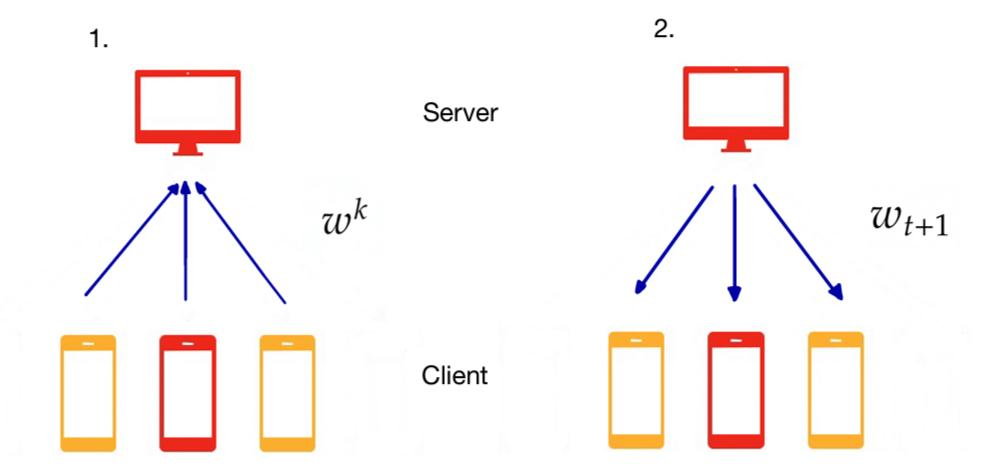 1.
2.
Server
w^k
w_{t+1}
Client